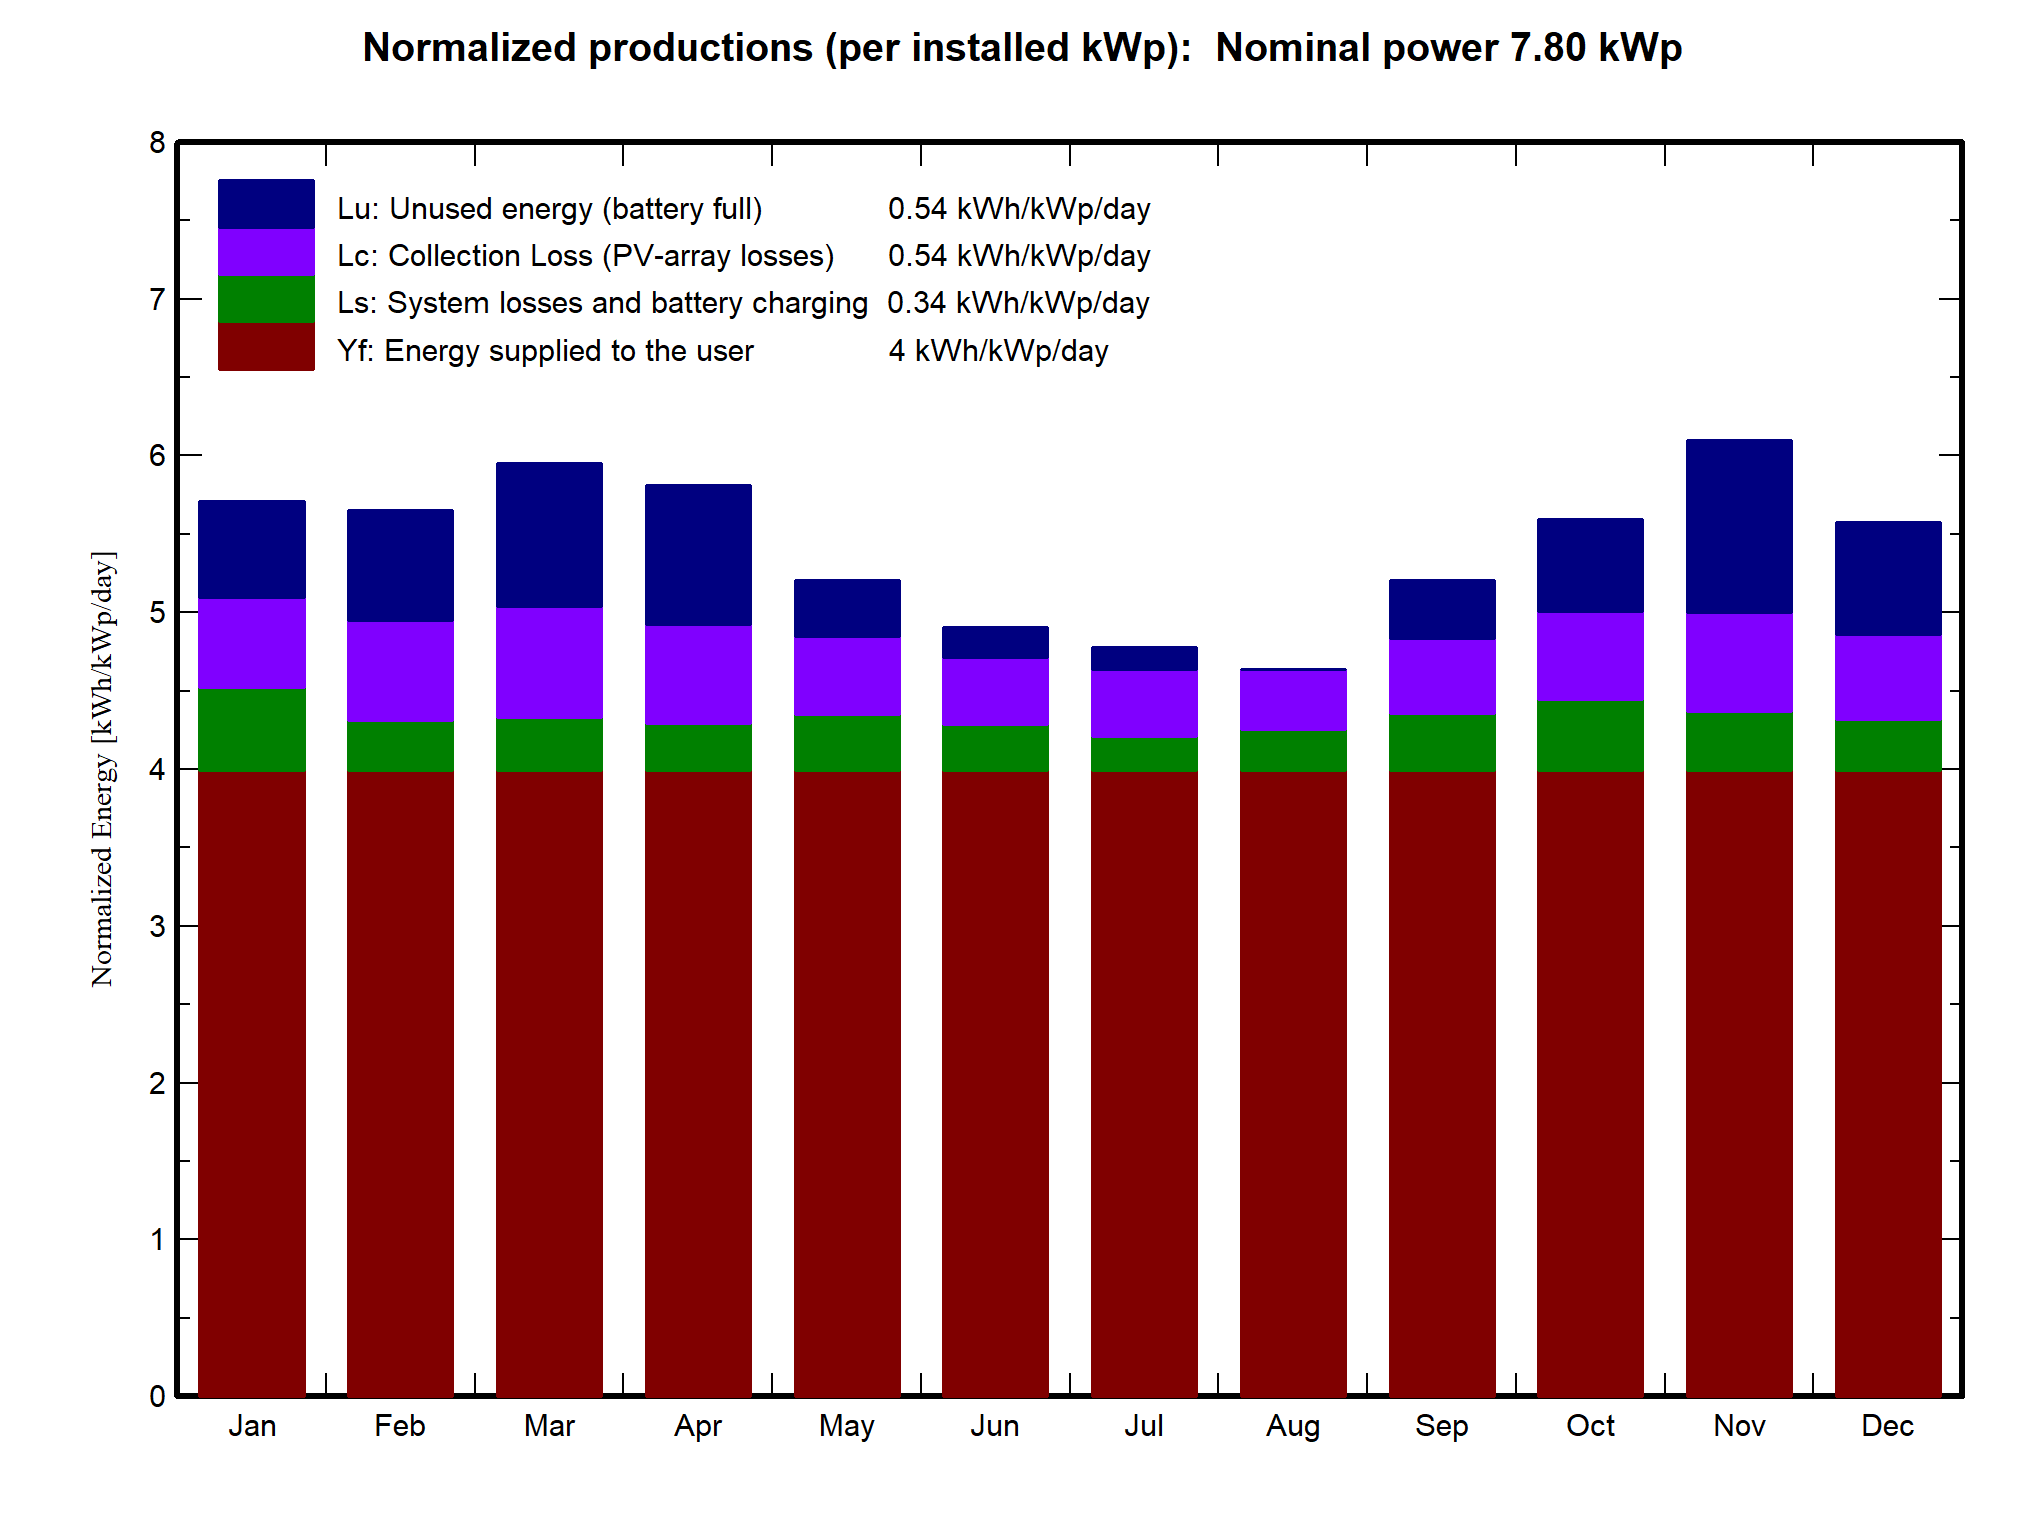 Normalized productions (per installed kWp): Nominal power 7.80 kWp
8
Lu: Unused energy (battery full) 0.54 kWh/kWp/day
Lc: Collection Loss (PV-array losses) 0.54 kWh/kWp/day
Ls: System losses and battery charging 0.34 kWh/kWp/day
Yf: Energy supplied to the user 4 kWh/kWp/day
7
6
5
4
3
2
1
0
Normalized Energy [kWh/kWp/day]
Jan Feb Mar Apr May Jun Jul Aug Sep Oct Nov Dec